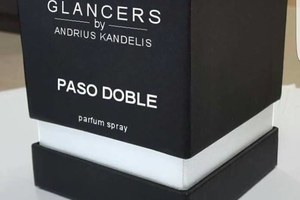 GLANCERS
by
ANDRIUS KANDELIS
PASO DOBLE
parfum spray